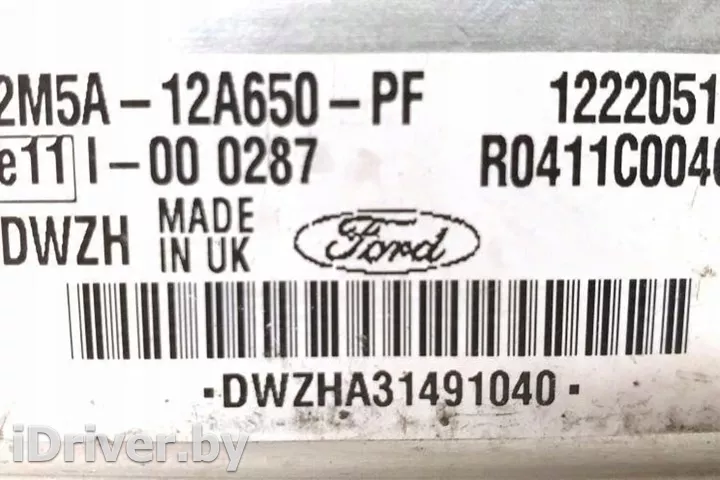 2M5A-12A650-PF 1222051
e11 I-00 0287 R0411C004
DWZH MADE IN UK Ford
·DWZHA31491040·
iDriver.by